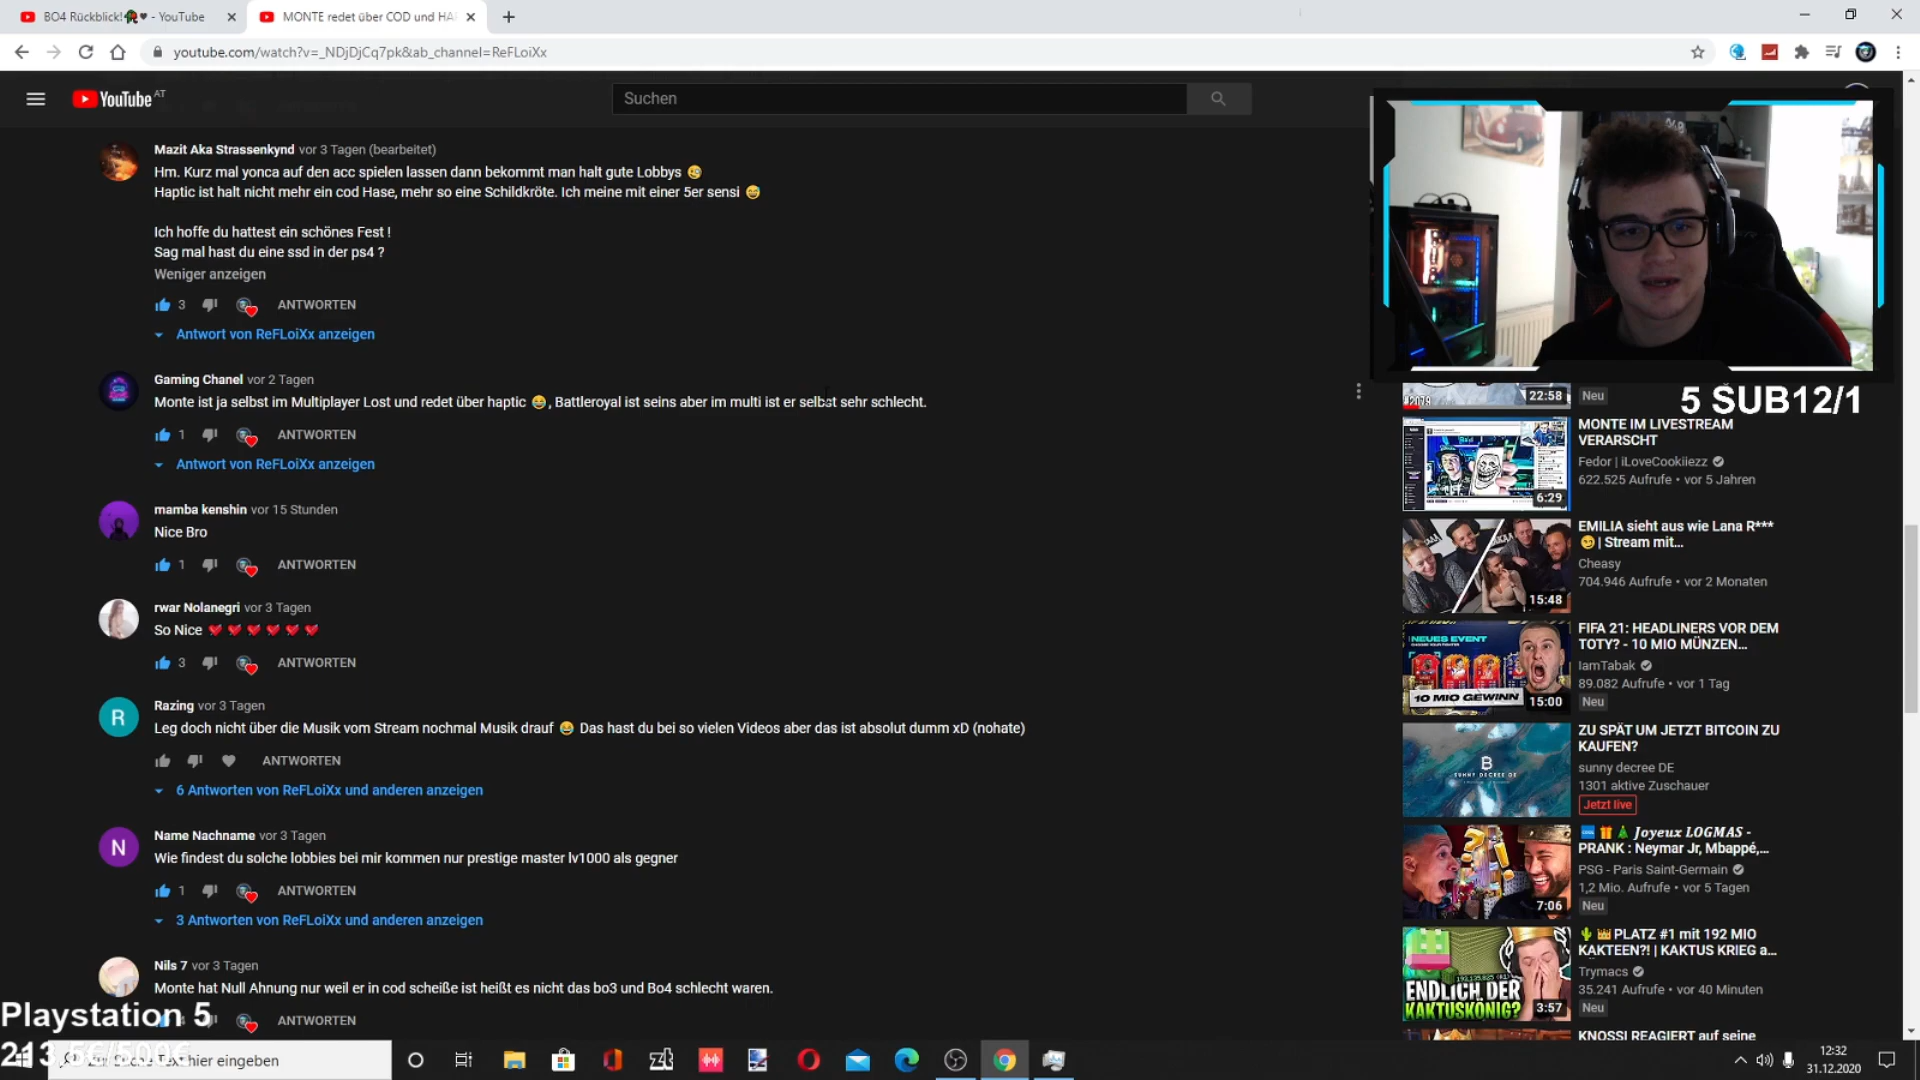 BO4 Rückblick!🥀♥ - YouTube
MONTE redet über COD und HA
youtube.com/watch?v=_NDjDjCq7pk&ab_channel=ReFLoiXx
YouTube AT
Suchen
Mazit Aka Strassenkynd vor 3 Tagen (bearbeitet)
Hm. Kurz mal yonca auf den acc spielen lassen dann bekommt man halt gute Lobbys 😜
Haptic ist halt nicht mehr ein cod Hase, mehr so eine Schildkröte. Ich meine mit einer 5er sensi 😅
Ich hoffe du hattest ein schönes Fest !
Sag mal hast du eine ssd in der ps4 ?
Weniger anzeigen
3 ANTWORTEN
Antwort von ReFLoiXx anzeigen
Gaming Chanel vor 2 Tagen
Monte ist ja selbst im Multiplayer Lost und redet über haptic 😂, Battleroyal ist seins aber im multi ist er selbst sehr schlecht.
1 ANTWORTEN
Antwort von ReFLoiXx anzeigen
mamba kenshin vor 15 Stunden
Nice Bro
1 ANTWORTEN
rwar Nolanegri vor 3 Tagen
So Nice 💘💘💘💘💘💘
3 ANTWORTEN
R
Razing vor 3 Tagen
Leg doch nicht über die Musik vom Stream nochmal Musik drauf 😂 Das hast du bei so vielen Videos aber das ist absolut dumm xD (nohate)
ANTWORTEN
6 Antworten von ReFLoiXx und anderen anzeigen
N
Name Nachname vor 3 Tagen
Wie findest du solche lobbies bei mir kommen nur prestige master lv1000 als gegner
1 ANTWORTEN
3 Antworten von ReFLoiXx und anderen anzeigen
Nils 7 vor 3 Tagen
Monte hat Null Ahnung nur weil er in cod scheiße ist heißt es nicht das bo3 und Bo4 schlecht waren.
ANTWORTEN
Playstation 5
#2079
22:58
Neu
5 SUB12/1
6:29
MONTE IM LIVESTREAM
VERARSCHT
Fedor | iLoveCookiiezz
622.525 Aufrufe • vor 5 Jahren
15:48
EMILIA sieht aus wie Lana R***
😏 | Stream mit...
Cheasy
704.946 Aufrufe • vor 2 Monaten
NEUES EVENT
10 MIO GEWINN
15:00
FIFA 21: HEADLINERS VOR DEM
TOTY? - 10 MIO MÜNZEN...
IamTabak
89.082 Aufrufe • vor 1 Tag
Neu
SUNNY DECREE DE
ZU SPÄT UM JETZT BITCOIN ZU
KAUFEN?
sunny decree DE
1301 aktive Zuschauer
Jetzt live
7:06
🎁🎄 Joyeux LOGMAS -
PRANK : Neymar Jr, Mbappé,...
PSG - Paris Saint-Germain
1,2 Mio. Aufrufe • vor 5 Tagen
Neu
ENDLICH DER
KAKTUSKÖNIG?
3:57
🌵👑PLATZ #1 mit 192 MIO
KAKTEEN?! | KAKTUS KRIEG a...
Trymacs
35.241 Aufrufe • vor 40 Minuten
Neu
KNOSSI REAGIERT auf seine
hier eingeben
12:32
31.12.2020